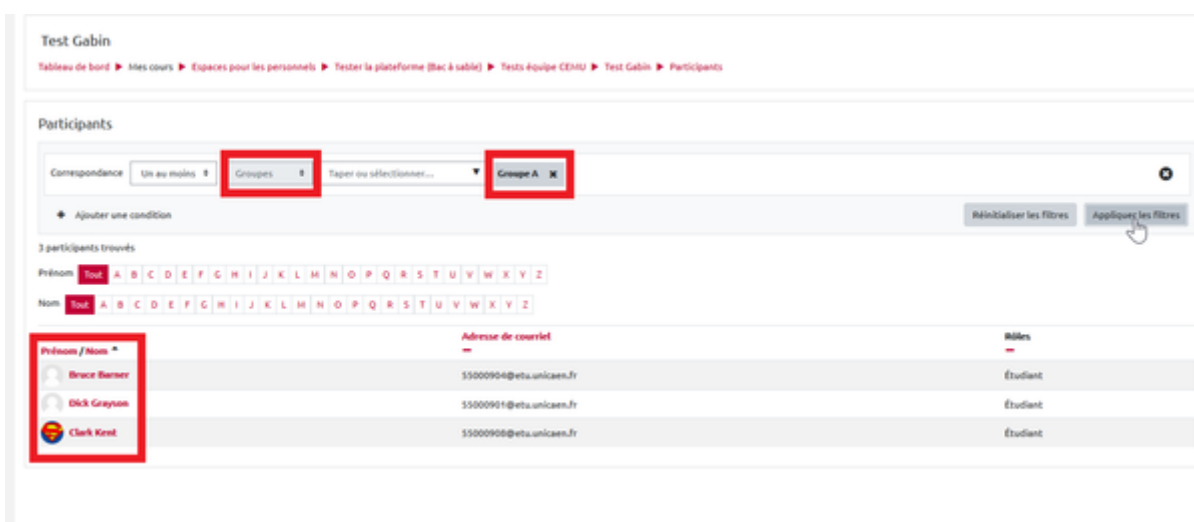 Test Gabin
Tableau de bord ▶ Mes cours ▶ Espaces pour les personnels ▶ Tester la plateforme (Bac à sable) ▶ Tests équipe CEMU ▶ Test Gabin ▶ Participants
Participants
Correspondance Un au moins Groupes Taper ou sélectionner... ▼ Groupe A ✖
Ajouter une condition Réinitialiser les filtres Appliquer les filtres
3 participants trouvés
Prénom Tout A B C D E F G H I J K L M N O P Q R S T U V W X Y Z
Nom Tout A B C D E F G H I J K L M N O P Q R S T U V W X Y Z
Prénom / Nom Adresse de courriel Rôles
Bruce Barner 55000904@etu.unicaen.fr Étudiant
Dick Grayson 55000901@etu.unicaen.fr Étudiant
Clark Kent 55000908@etu.unicaen.fr Étudiant